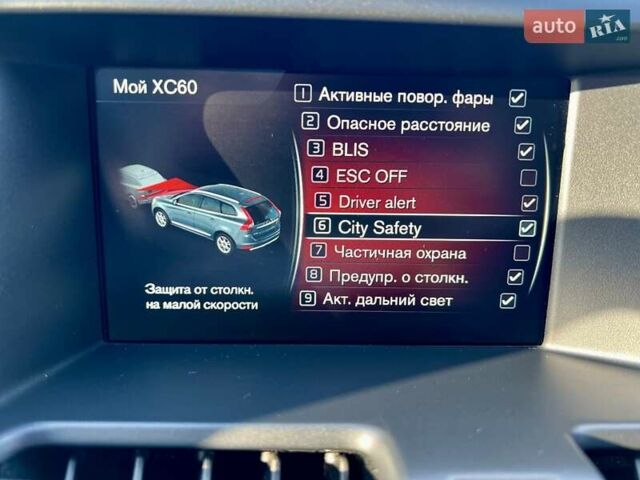 auto RIA.com
Мой XC60
1 Активные повор. фары
2 Опасное расстояние
3 BLIS
4 ESC OFF
5 Driver alert
6 City Safety
7 Частичная охрана
8 Предупр. о столкн.
9 Акт. дальний свет
Защита от столкн.
на малой скорости